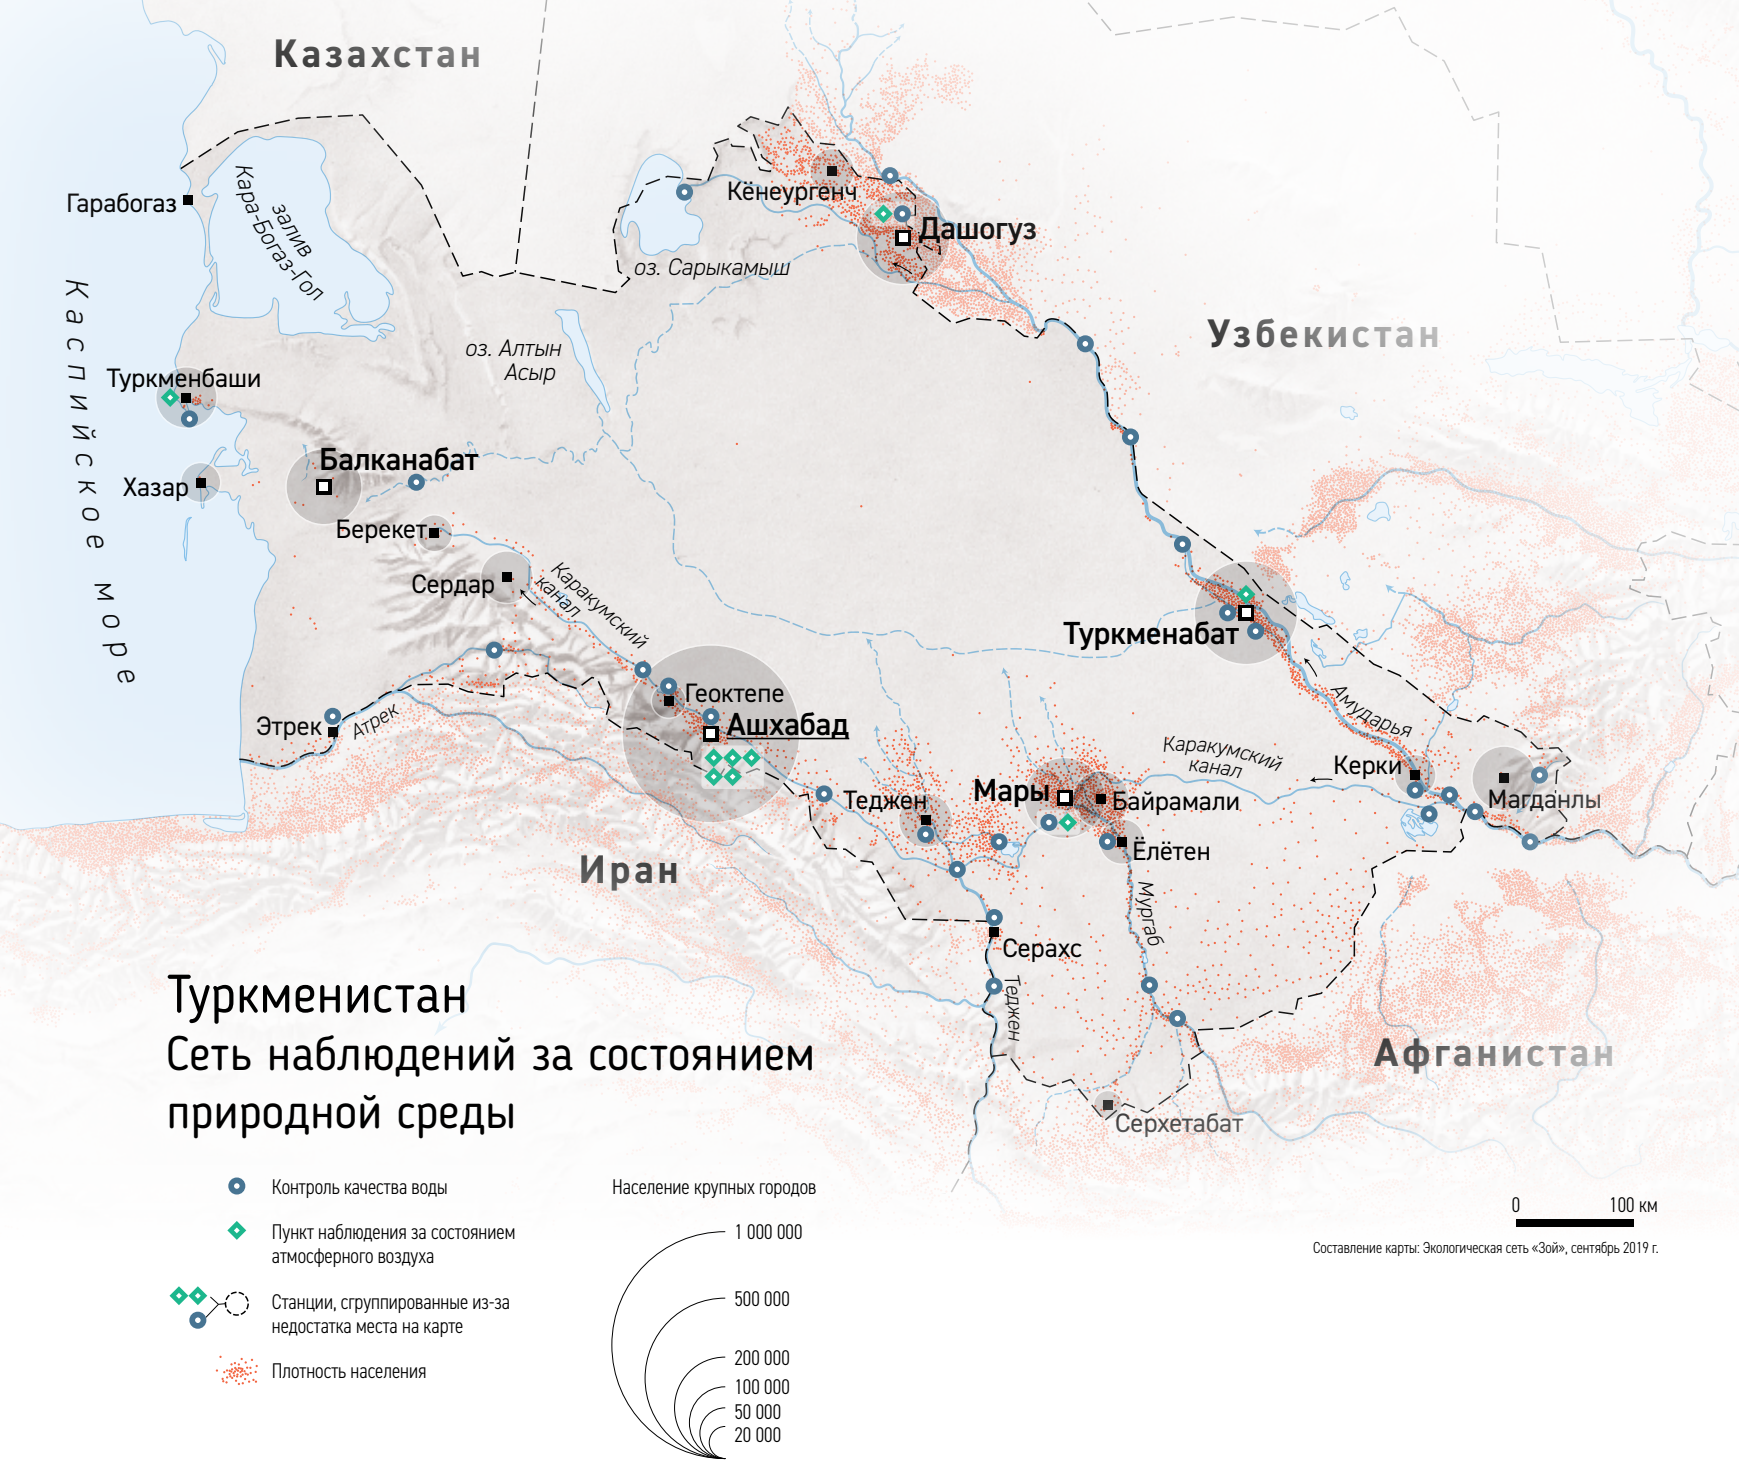 Казахстан
Гарабогаз
залив
Кара-Богаз-Гол
Кёнеургенч
Дашогуз
оз. Сарыкамыш
Каспийское море
Узбекистан
оз. Алтын
Асыр
Туркменбаши
Балканабат
Хазар
Берекет
Сердар
Каракумский
канал
Туркменабат
Геоктепе
Ашхабад
Этрек
Атрек
Амударья
Каракумский
канал
Керки
Магданлы
Теджен
Мары
Байрамали
Ёлётен
Иран
Мургаб
Серахс
Теджен
Афганистан
Серхетабат
Туркменистан
Сеть наблюдений за состоянием
природной среды
Контроль качества воды
Пункт наблюдения за состоянием
атмосферного воздуха
Станции, сгруппированные из-за
недостатка места на карте
Плотность населения
Население крупных городов
1 000 000
500 000
200 000
100 000
50 000
20 000
0 100 км
Составление карты: Экологическая сеть «Зой», сентябрь 2019 г.